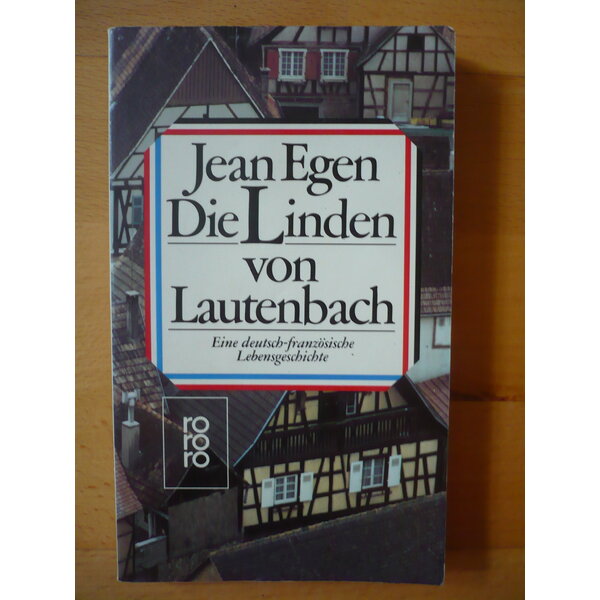 Jean Egen
Die Linden
von
Lautenbach
Eine deutsch-französische
Lebensgeschichte
ro
ro
ro